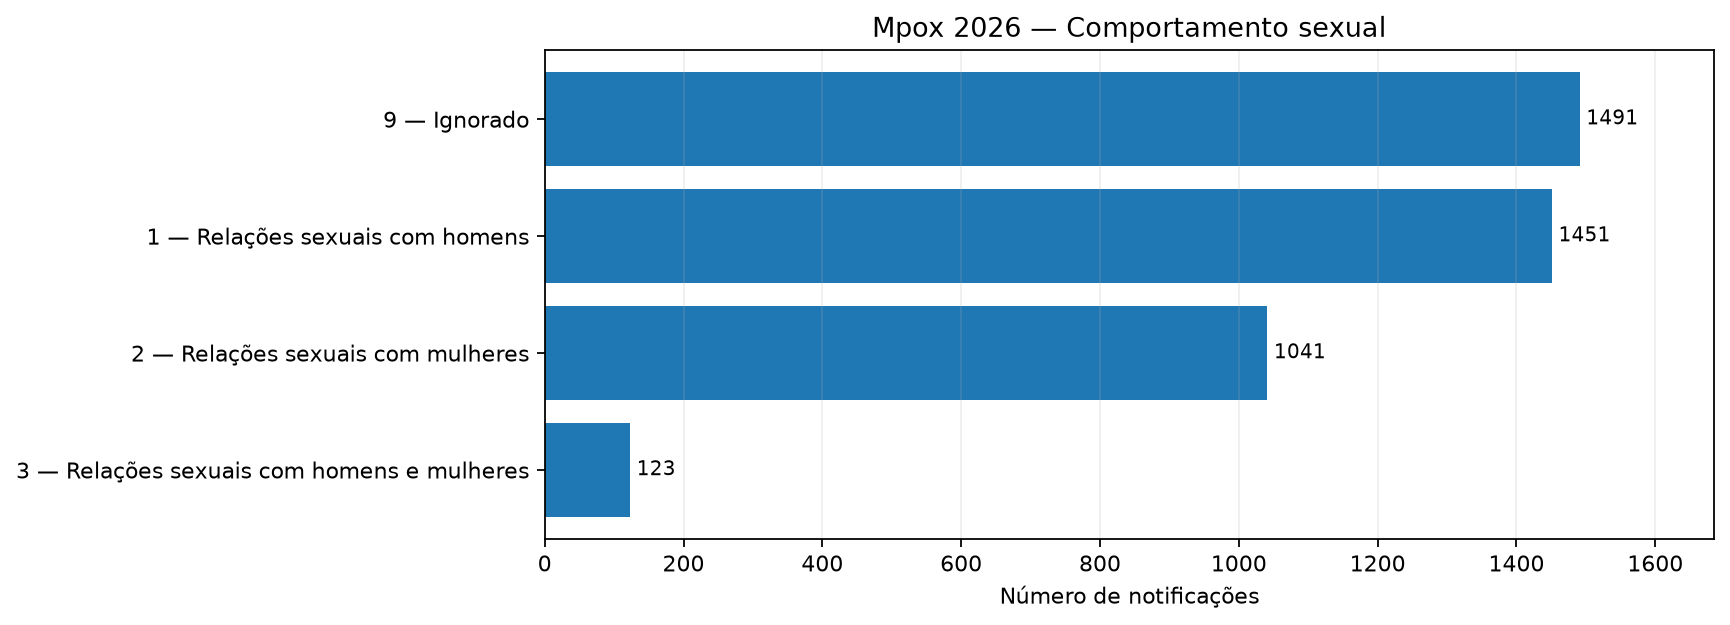 Mpox 2026 — Comportamento sexual
9 — Ignorado
1491
1 — Relações sexuais com homens
1451
2 — Relações sexuais com mulheres
1041
3 — Relações sexuais com homens e mulheres
123
0 200 400 600 800 1000 1200 1400 1600
Número de notificações